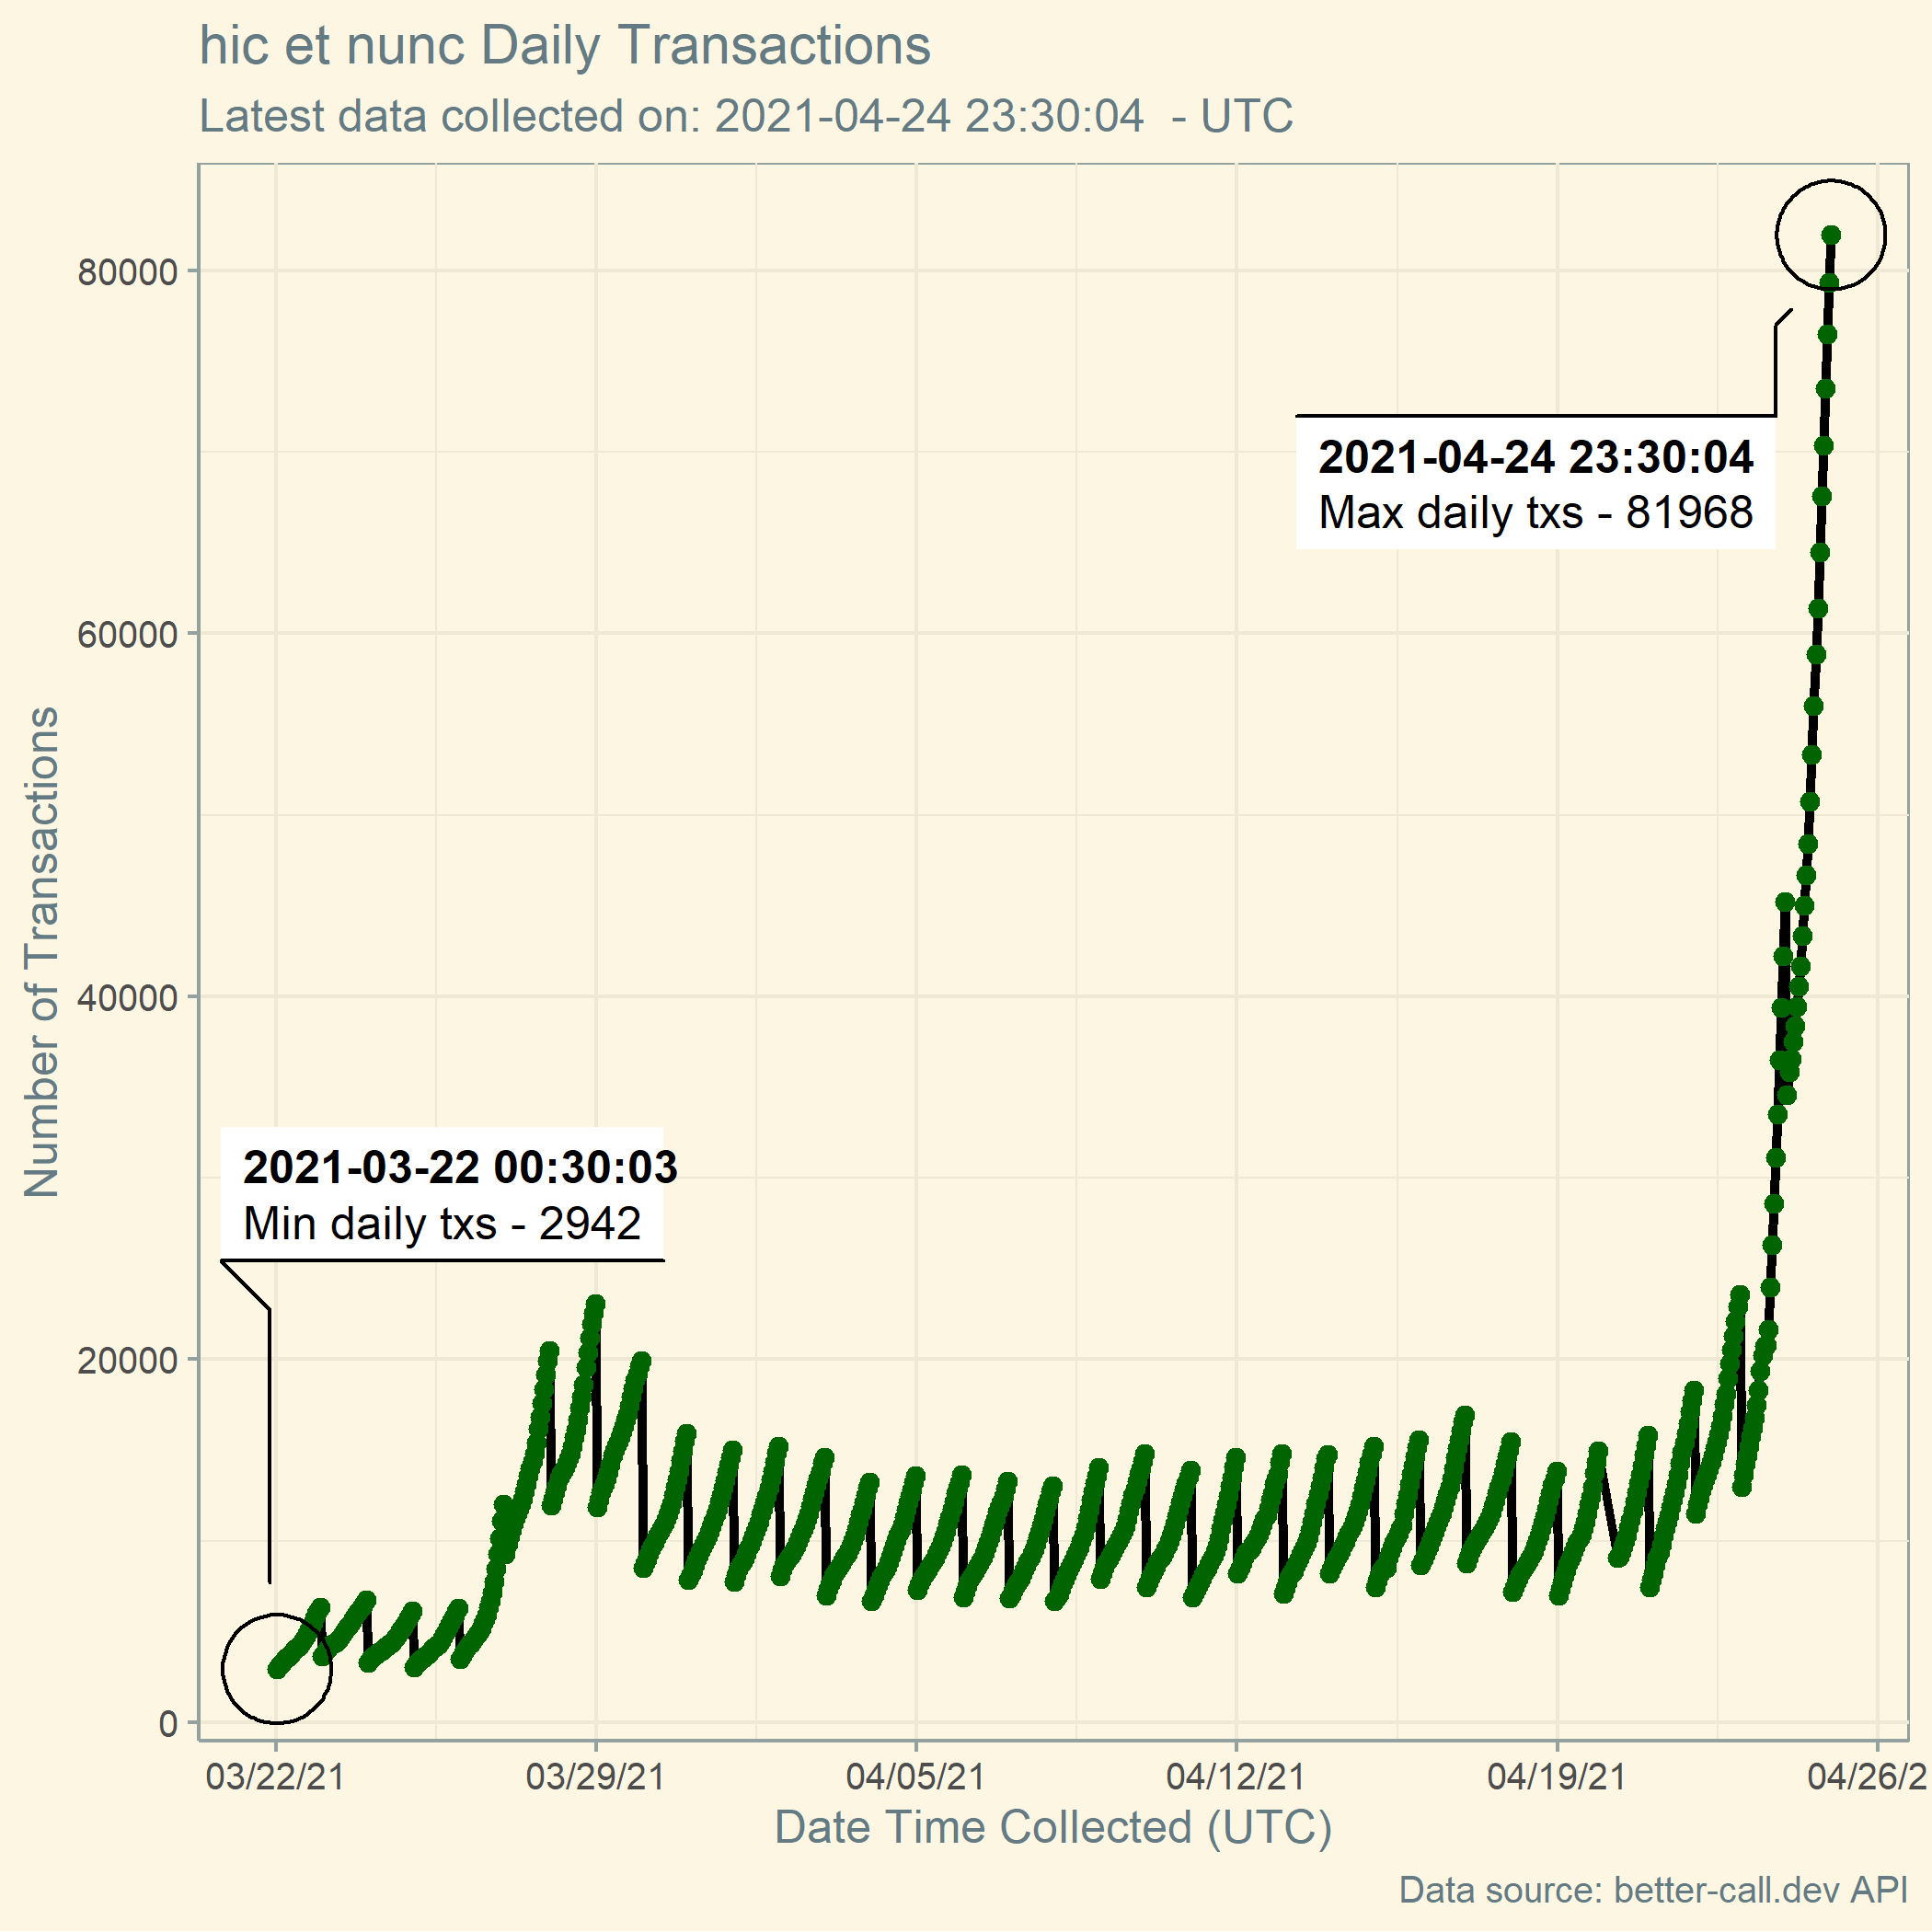 hic et nunc Daily Transactions
Latest data collected on: 2021-04-24 23:30:04  - UTC
80000
60000
40000
20000
0
Number of Transactions
2021-04-24 23:30:04
Max daily txs - 81968
2021-03-22 00:30:03
Min daily txs - 2942
03/22/21 03/29/21 04/05/21 04/12/21 04/19/21 04/26/2
Date Time Collected (UTC)
Data source: better-call.dev API